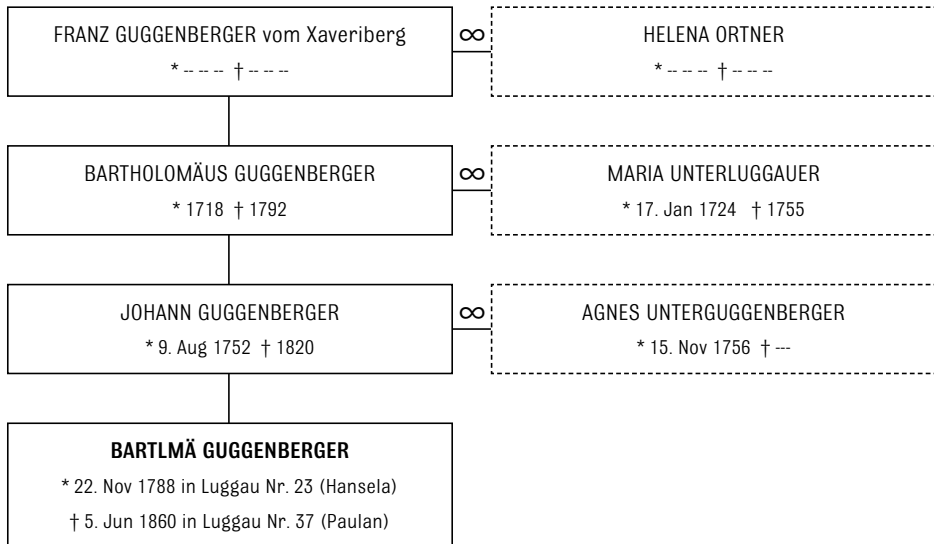 FRANZ GUGGENBERGER vom Xaveriberg
* -- -- -- † -- -- --
∞
HELENA ORTNER
* -- -- -- † -- -- --
BARTHOLOMÄUS GUGGENBERGER
* 1718 † 1792
∞
MARIA UNTERLUGGAUER
* 17. Jan 1724 † 1755
JOHANN GUGGENBERGER
* 9. Aug 1752 † 1820
∞
AGNES UNTERGUGGENBERGER
* 15. Nov 1756 † ---
BARTLMÄ GUGGENBERGER
* 22. Nov 1788 in Luggau Nr. 23 (Hansela)
† 5. Jun 1860 in Luggau Nr. 37 (Paulan)